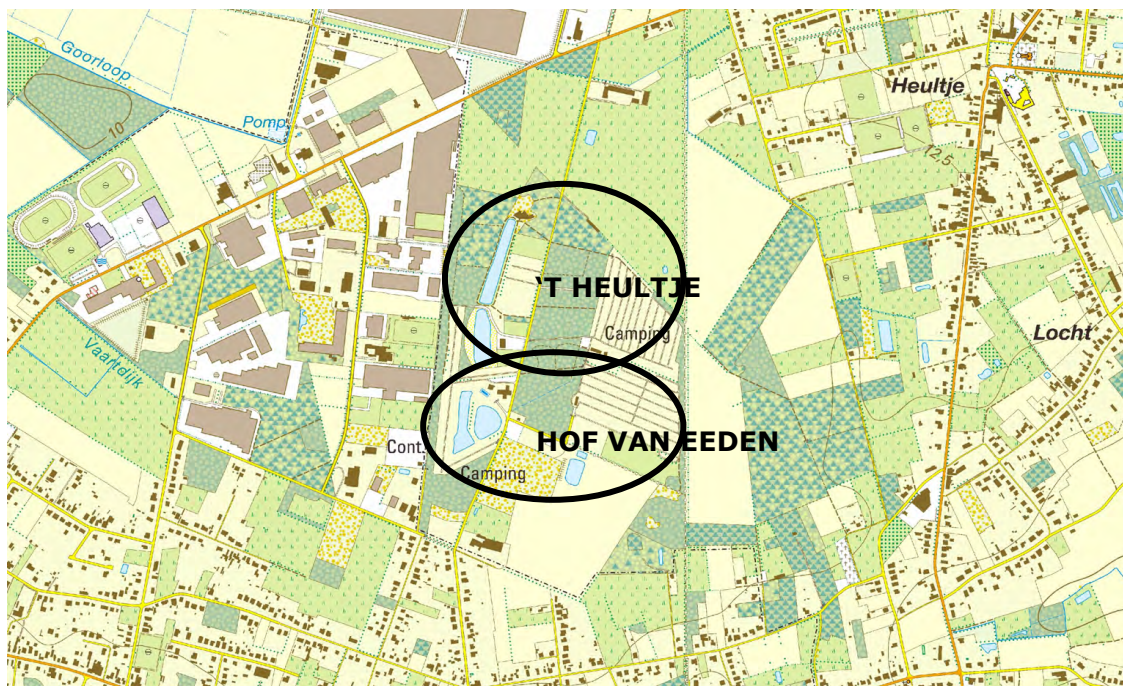 Goorloop
10
Pomp
Heultje
12.5
‘T HEULTJE
Camping
Locht
Vaartdijk
Cont.
HOF VAN EEDEN
Camping